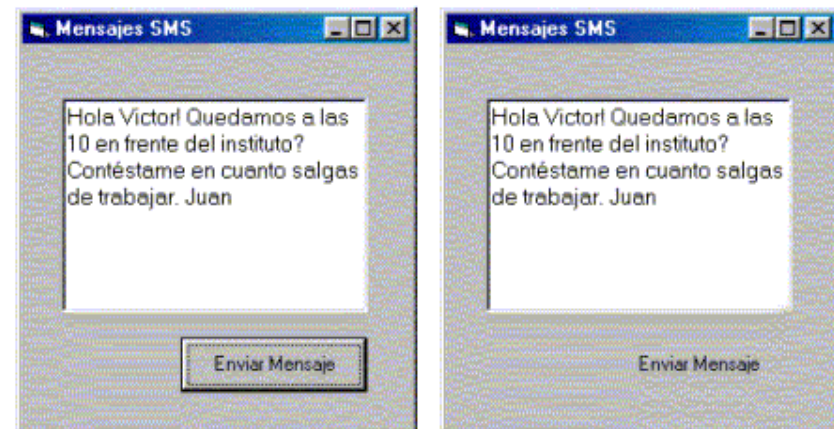 Mensajes SMS
Hola Victor! Quedamos a las
10 en frente del instituto?
Contéstame en cuanto salgas
de trabajar. Juan
Enviar Mensaje
Mensajes SMS
Hola Victor! Quedamos a las
10 en frente del instituto?
Contéstame en cuanto salgas
de trabajar. Juan
Enviar Mensaje